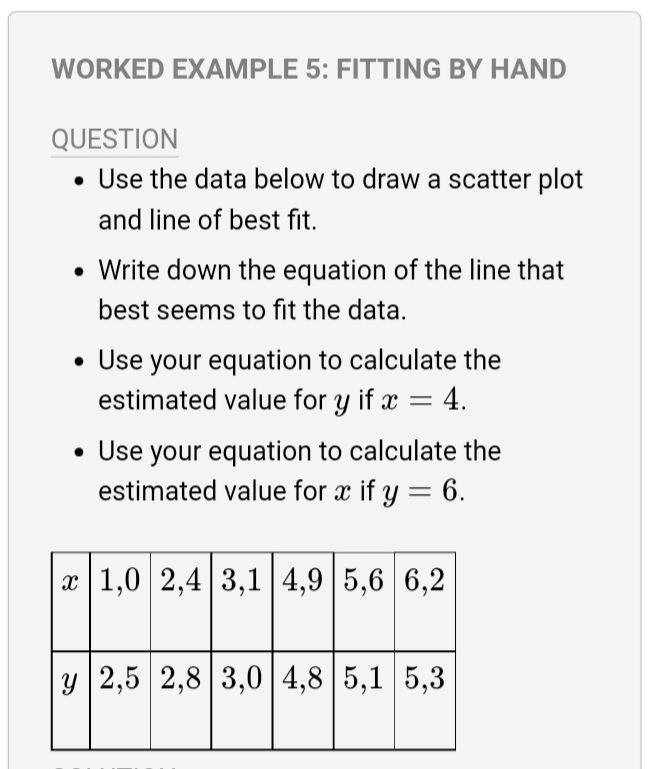 WORKED EXAMPLE 5: FITTING BY HAND
QUESTION
• Use the data below to draw a scatter plot
and line of best fit.
• Write down the equation of the line that
best seems to fit the data.
• Use your equation to calculate the
estimated value for y if x = 4.
• Use your equation to calculate the
estimated value for x if y = 6.
x 1,0 2,4 3,1 4,9 5,6 6,2
y 2,5 2,8 3,0 4,8 5,1 5,3